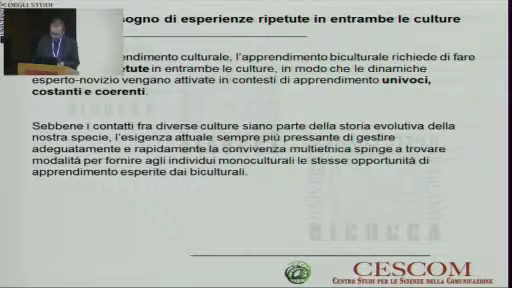 DEGLI STUDI
sogno di esperienze ripetute in entrambe le culture
rendimento culturale, l'apprendimento biculturale richiede di fare
in entrambe le culture, in modo che le dinamiche
esperto-novizio vengano attivate in contesti di apprendimento univoci,
costanti e coerenti.
Sebbene i contatti fra diverse culture siano parte della storia evolutiva della
nostra specie, l'esigenza attuale sempre più pressante di gestire
adeguatamente e rapidamente la convivenza multietnica spinge a trovare
modalità per fornire agli individui monoculturali le stesse opportunità di
apprendimento esperite dai biculturali.
BICOCCA
CESCOM
CENTRO STUDI PER LE SCIENZE DELLA COMUNICAZIONE